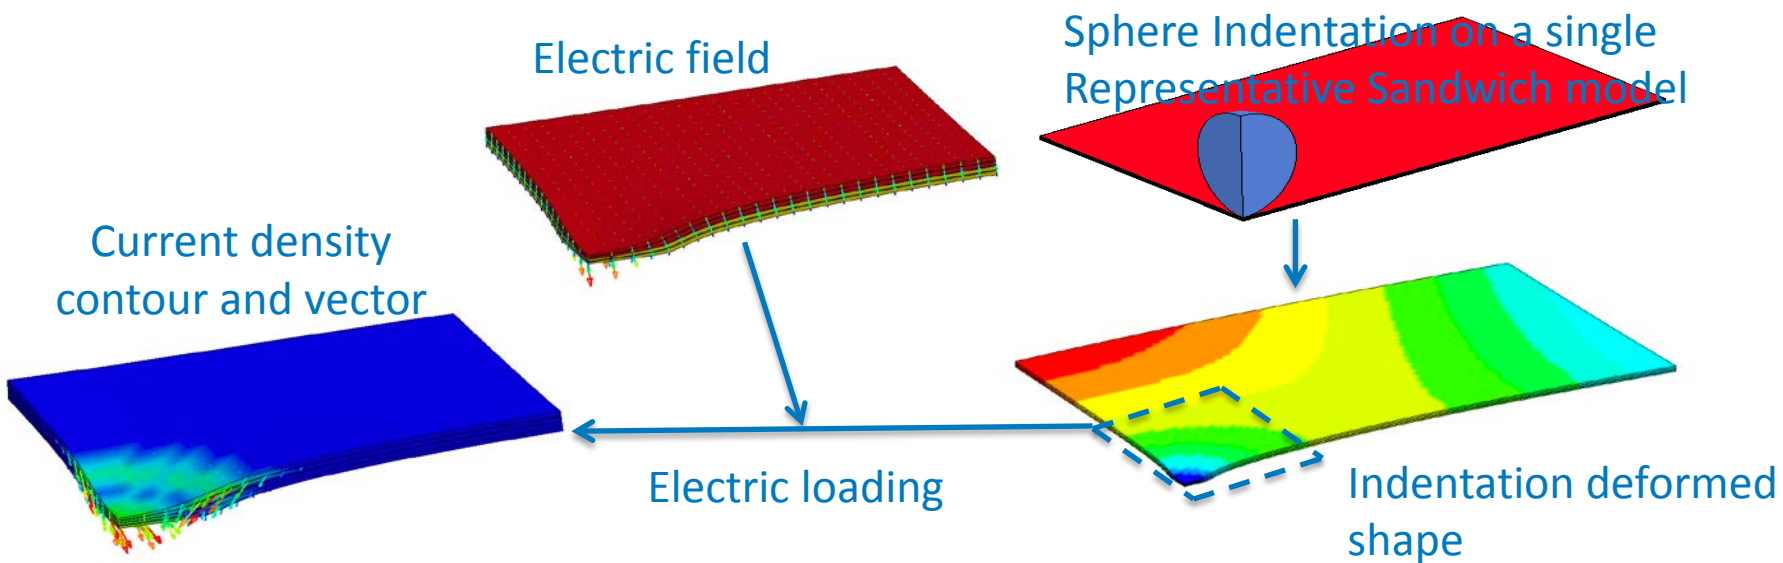 Electric field
Sphere Indentation on a single
Representative Sandwich model
Current density
contour and vector
Electric loading
Indentation deformed
shape